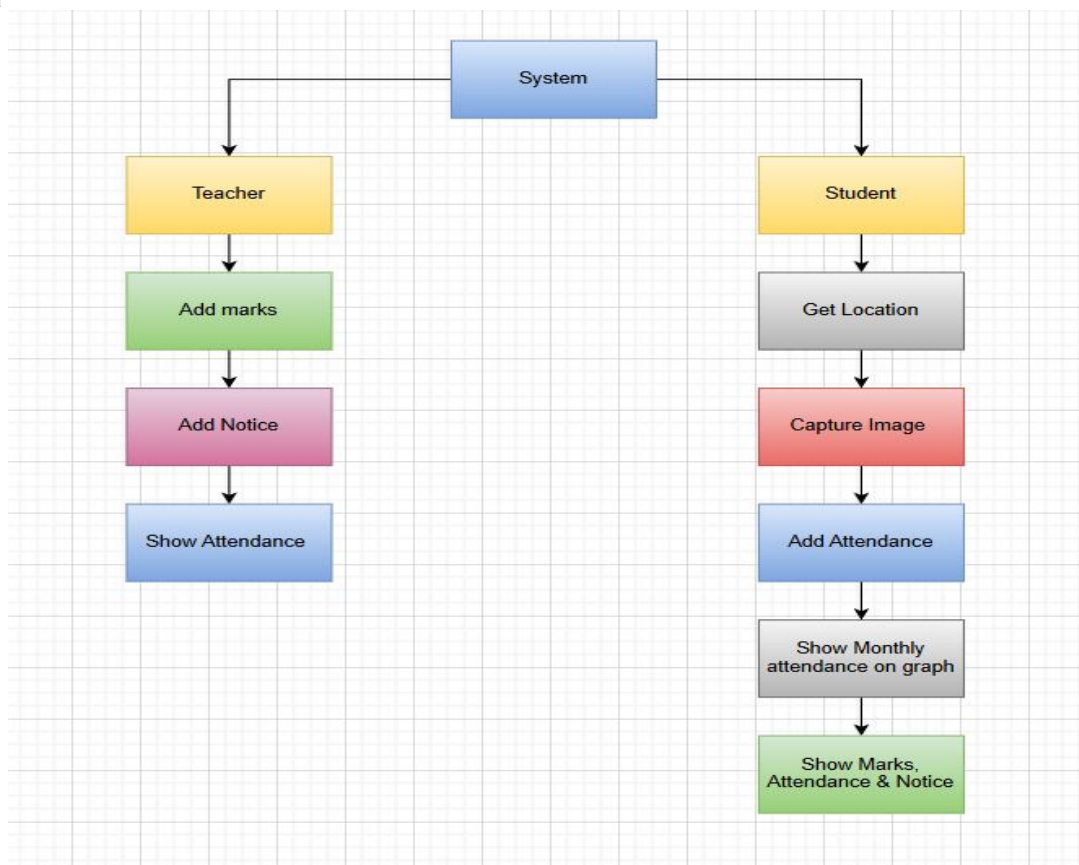 System
Teacher
Student
Add marks
Get Location
Add Notice
Capture Image
Show Attendance
Add Attendance
Show Monthly
attendance on graph
Show Marks,
Attendance & Notice